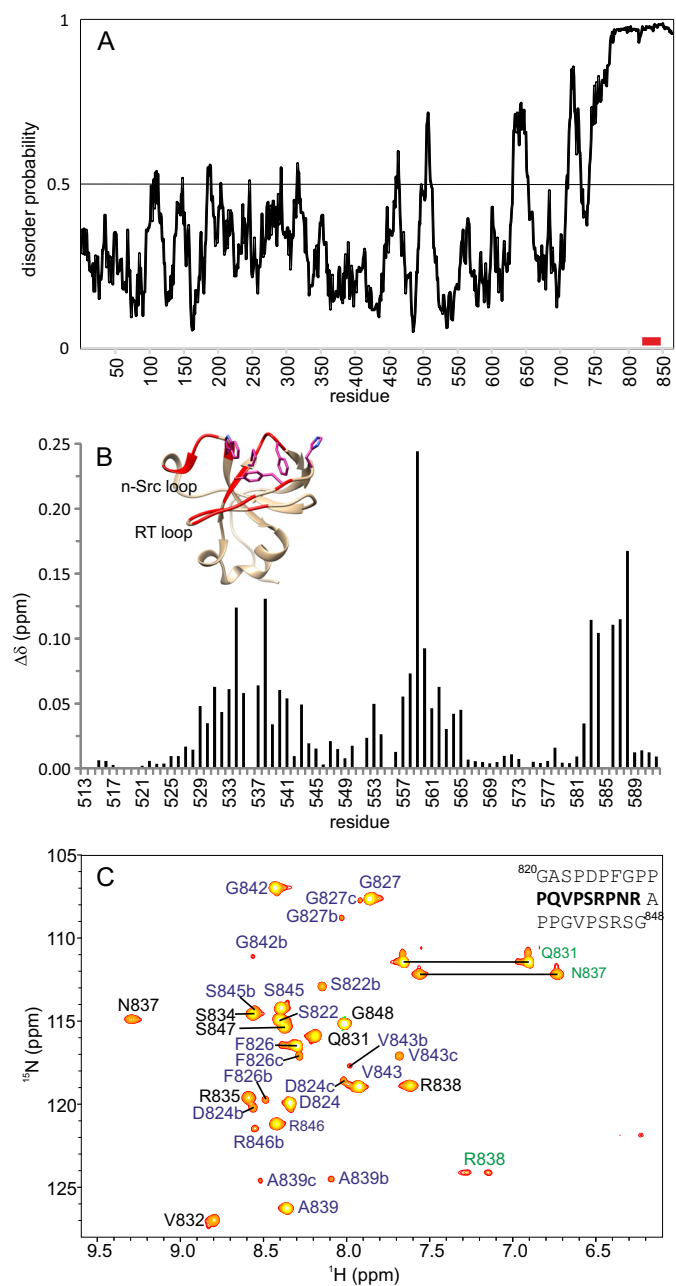 A
1
0.5
0
disorder probability
50
100
150
200
250
300
350
400
450
500
550
600
650
700
750
800
850
residue
B
0.25
0.20
0.15
0.10
0.05
0.00
Δδ (ppm)
n-Src loop
RT loop
513
517
521
525
529
533
537
541
545
549
553
557
561
565
569
573
577
581
585
589
residue
C
105
110
115
120
125
15N (ppm)
820GASPDPFGPP
PQVPSRPNR A
PPGVPSRSG848
G842
G827
G827c
G827b
G842b
Q831
N837
S845b
S845
S822b
N837
S834
S822
S847
G848
F826
Q831
V843b
F826c
V843c
F826b
V843
D824c
R835
R838
D824b
D824
R846
R846b
R838
A839c
A839b
V832
A839
9.5
9.0
8.5
8.0
7.5
7.0
6.5
1H (ppm)